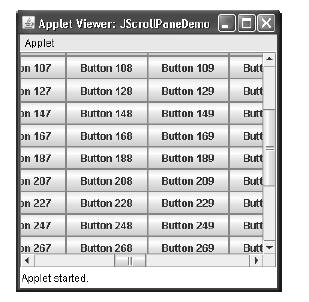 Applet Viewer: JScrollPaneDemo
Applet
on 107 Button 108 Button 109 Butt
on 127 Button 128 Button 129 Butt
on 147 Button 148 Button 149 Butt
on 167 Button 168 Button 169 Butt
on 187 Button 188 Button 189 Butt
on 207 Button 208 Button 209 Butt
on 227 Button 228 Button 229 Butt
on 247 Button 248 Button 249 Butt
on 267 Button 268 Button 269 Butt
Applet started.